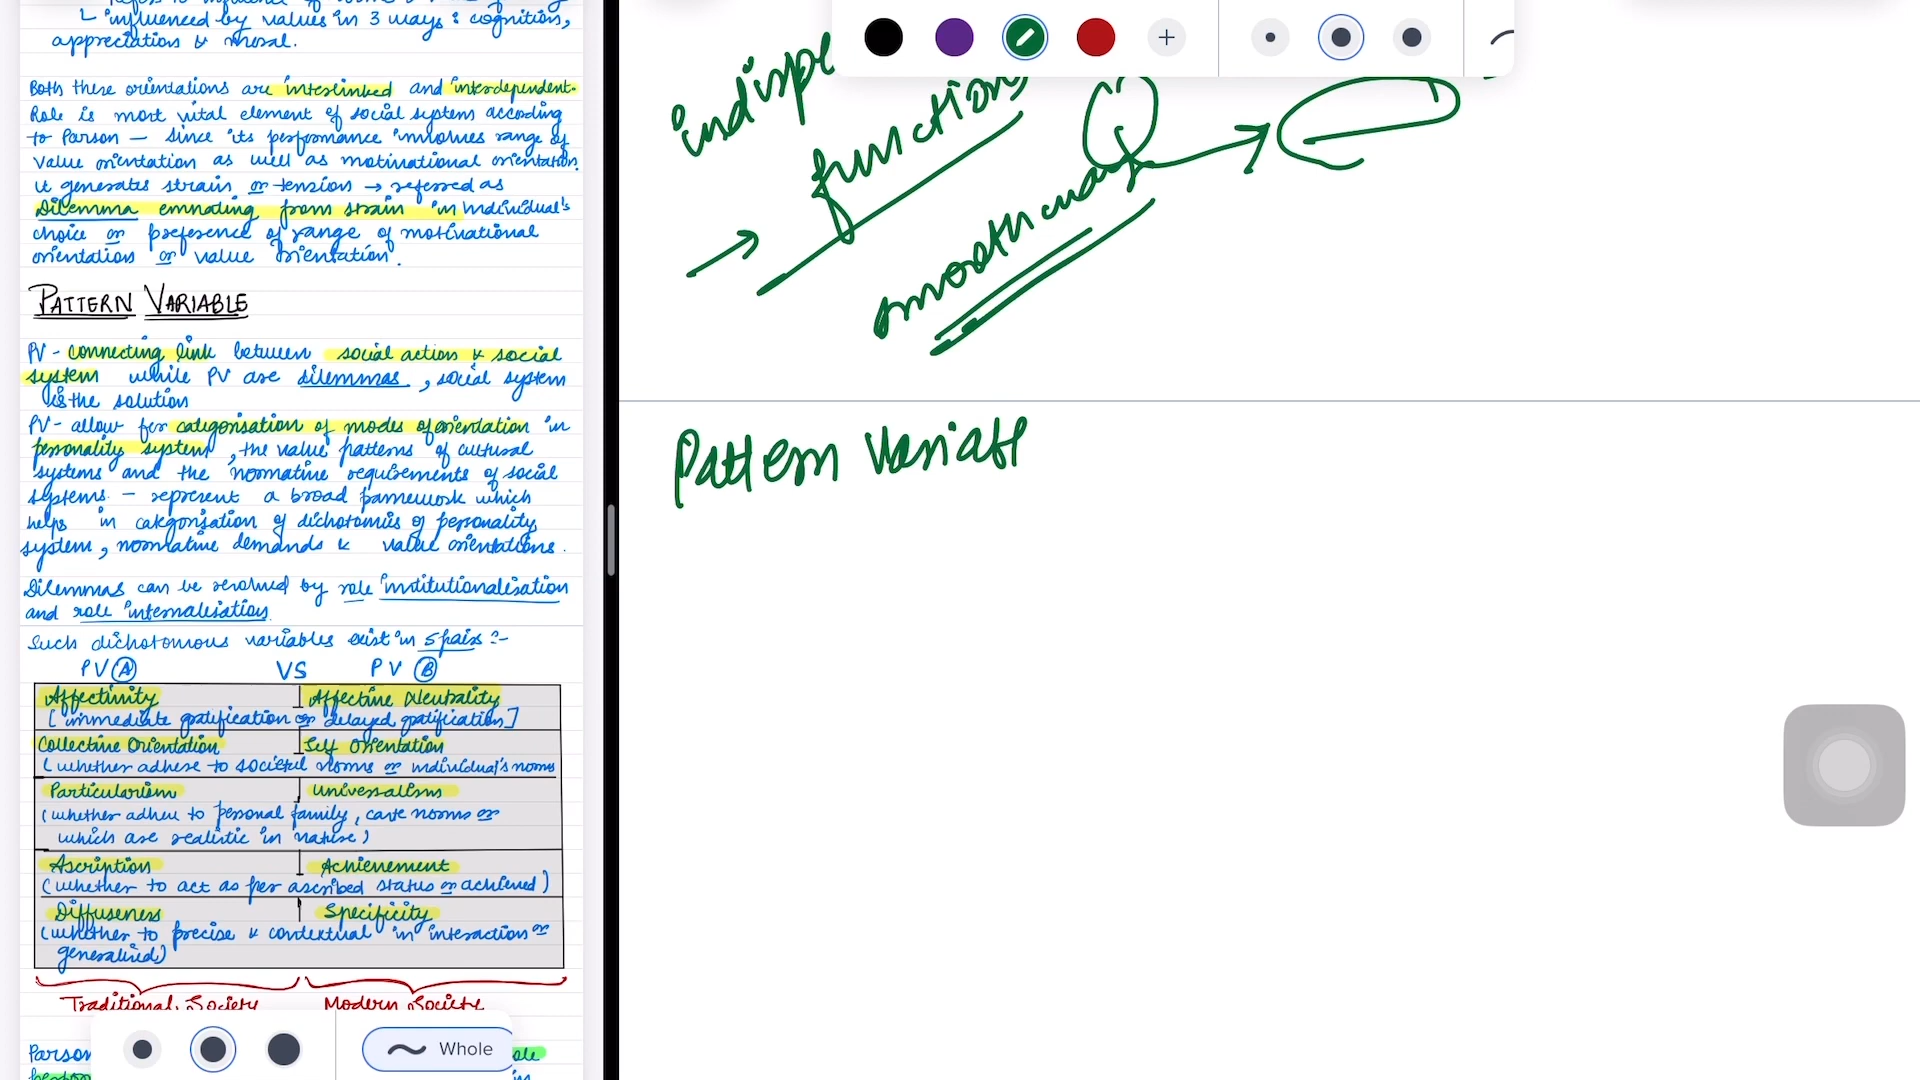 influenced by values in 3 ways : cognition,
appreciation & moral.
Both these orientations are interlinked and interdependent.
Role is most vital element of social system according
to Parson – since its performance involves range of
value orientation as well as motivational orientation.
it generates strain or tension → referred as
Dilemma emnating from strain in individual's
choice or preference of range of motivational
orientation or value orientation.
PATTERN VARIABLE
PV - connecting link between social action & social
system while PV are dilemmas, social system
is the solution
PV - allow for categorisation of modes of orientation in
personality system, the value patterns of cultural
systems and the normative requirements of social
systems. – represent a broad framework which
helps in categorisation of dichotomies of personality
system, normative demands & value orientations.
Dilemmas can be resolved by role institutionalisation
and role internalisation.
Such dichotomous variables exist in 5 pairs :-
PV (A) VS PV (B)
Affectivity | Affective Neutrality
[immediate gratification or delayed gratification]
Collective Orientation | Self Orientation
(whether adhere to societal norms or individual's norms
Particularism | Universalism
(whether adhere to personal family, caste norms or
which are realistic in nature)
Ascription | Achievement
(whether to act as per ascribed status or achieved)
Diffuseness | Specificity
(whether to precise & contextual in interaction or
generalised)
Traditional Society Modern Society
Parson
Whole
indispe
→ function
smooth
Pattern Variabl